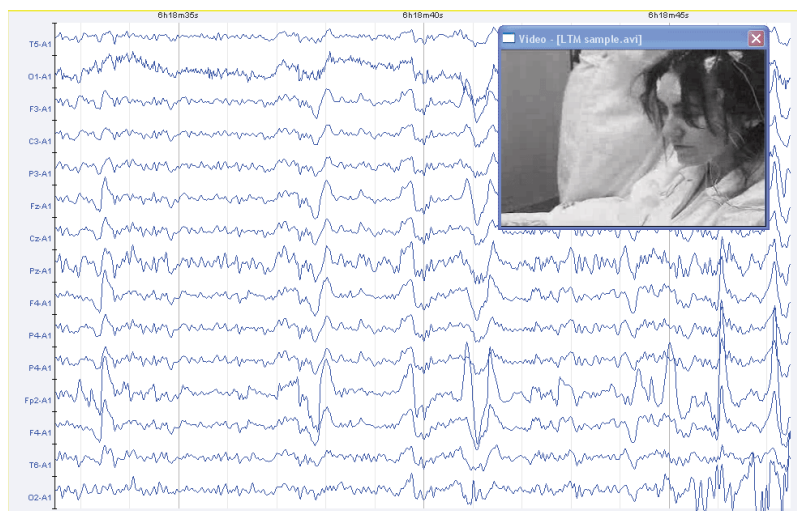 6h18m35s 6h18m40s 6h18m45s
Video - [LTM sample.avi]
T5-A1
O1-A1
F3-A1
C3-A1
P3-A1
Fz-A1
Cz-A1
Pz-A1
F4-A1
P4-A1
P4-A1
Fp2-A1
F4-A1
T6-A1
O2-A1